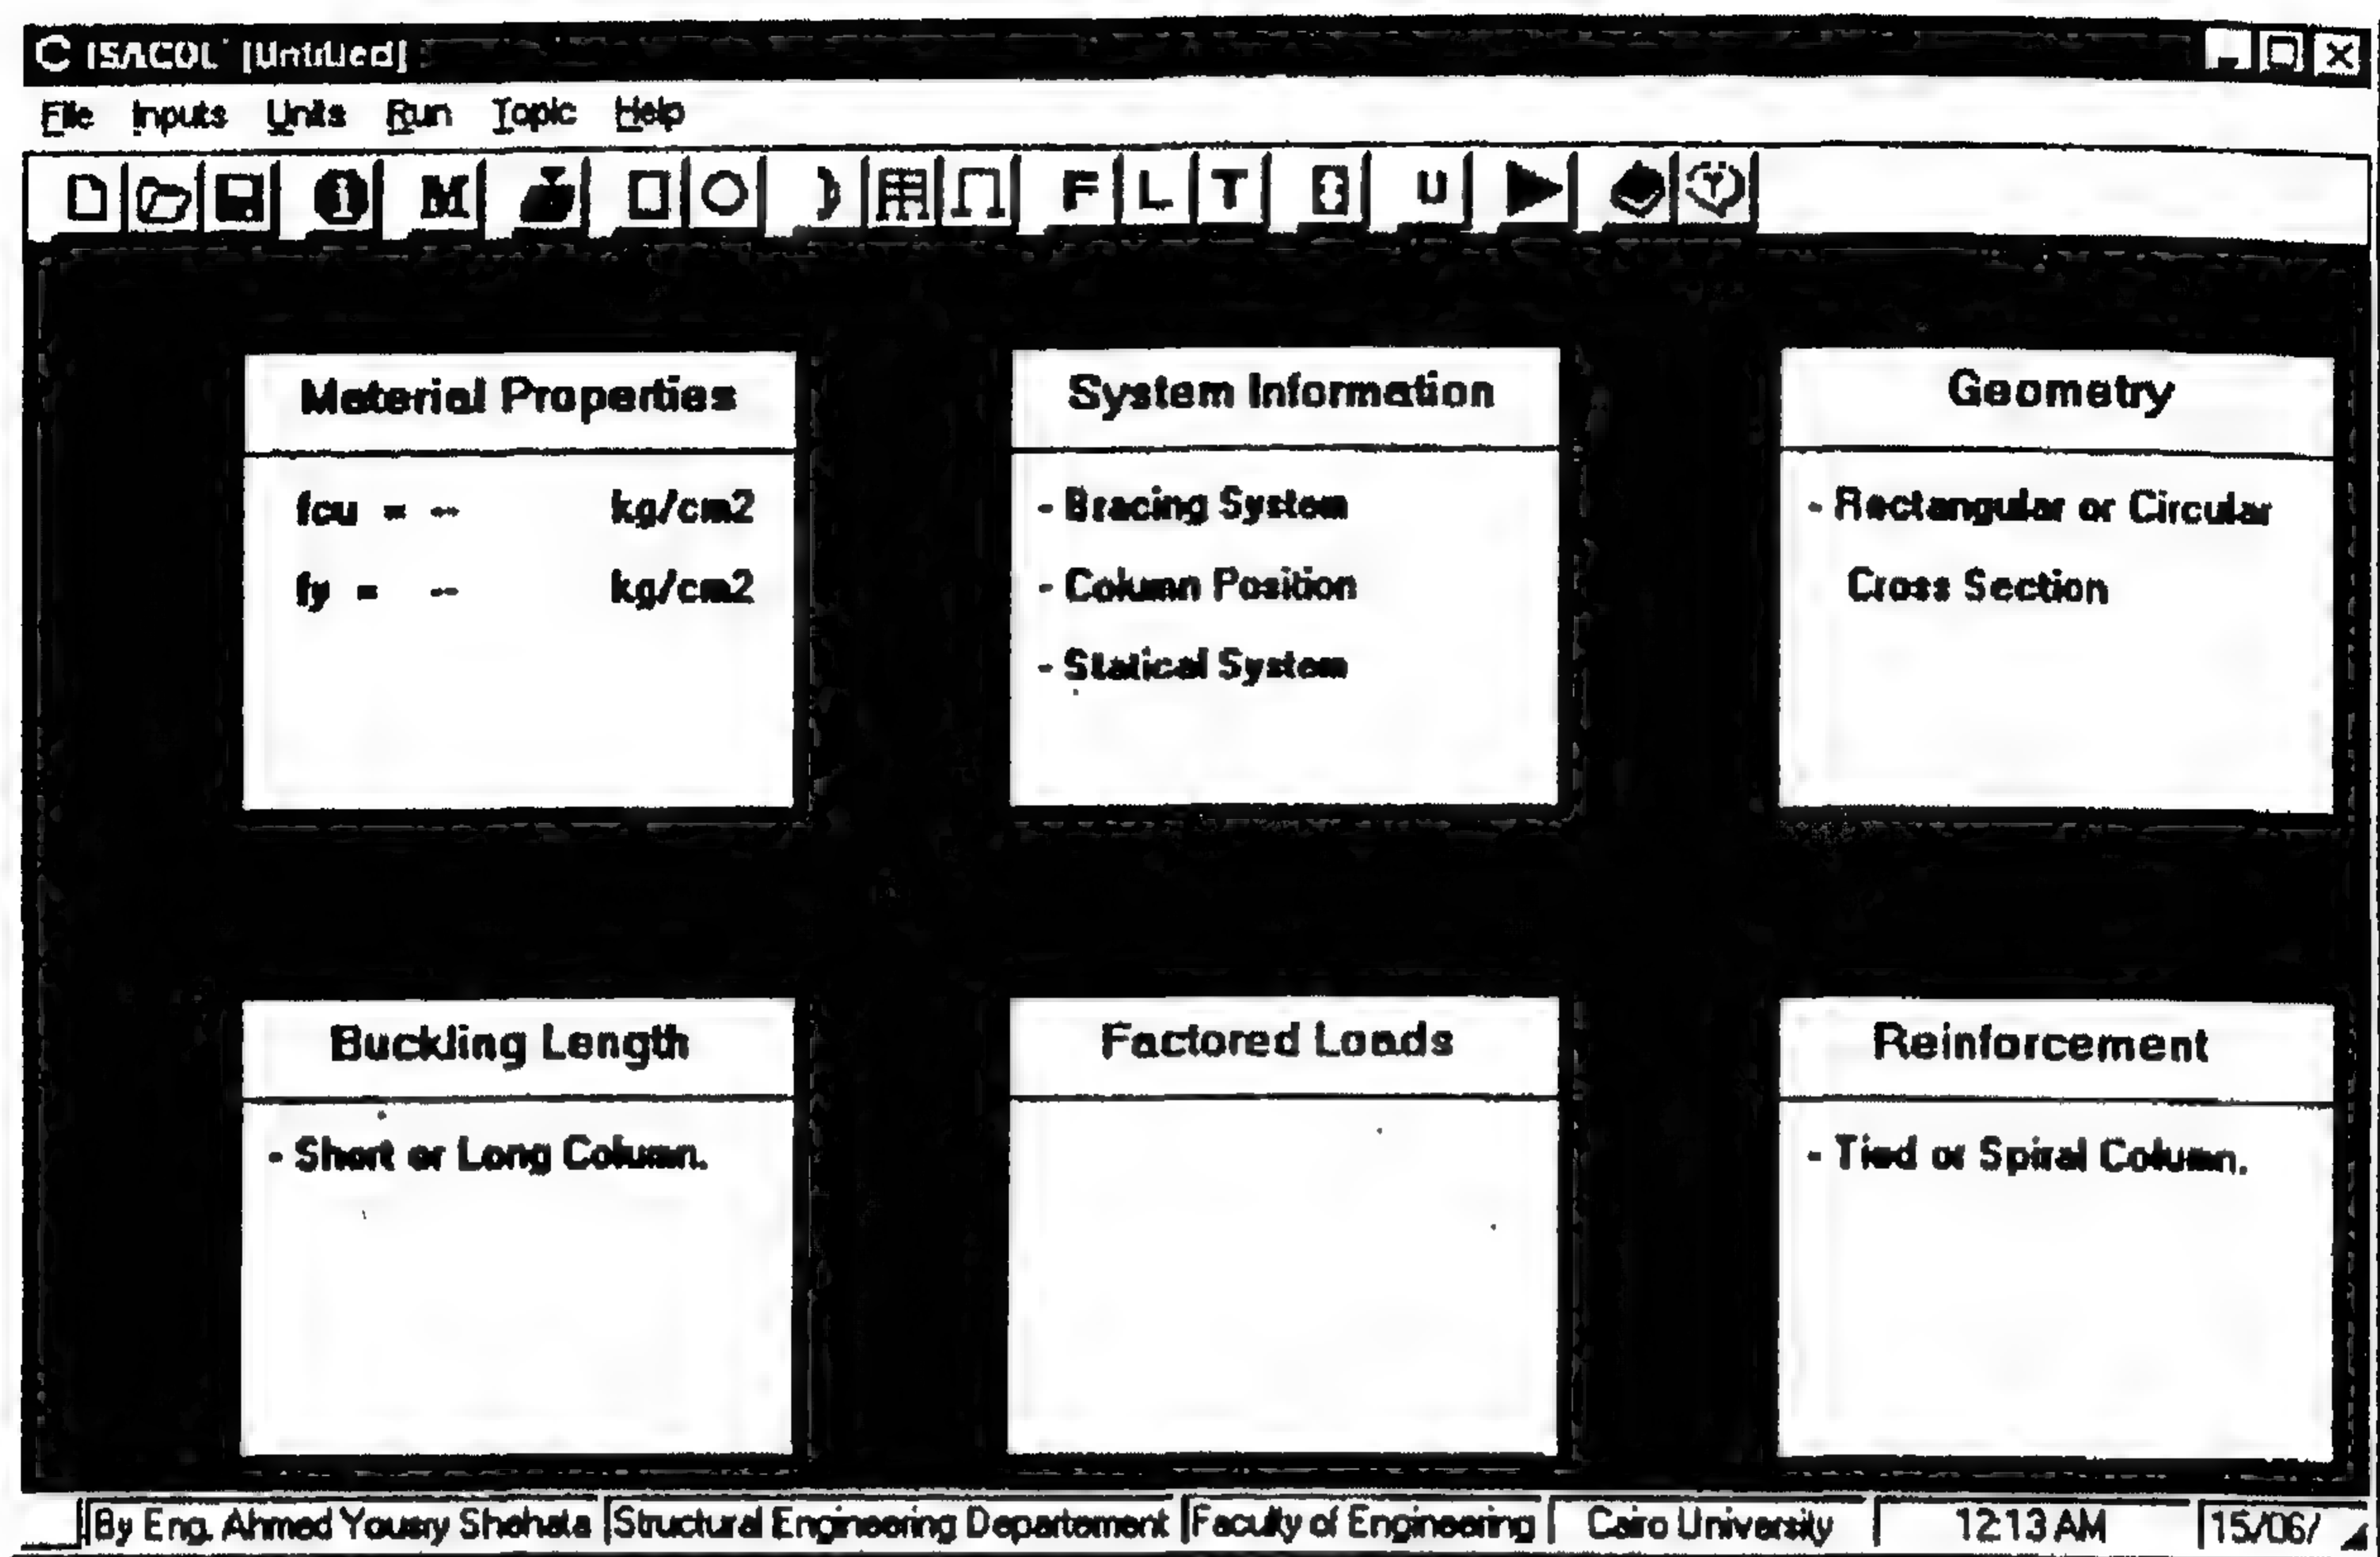 C ISACOL [Untitled]
File Inputs Units Run Topic Help
M F L T U
Material Properties
fcu = -- kg/cm2
fy = -- kg/cm2
System Information
- Bracing System
- Column Position
- Statical System
Geometry
- Rectangular or Circular
Cross Section
Buckling Length
- Short or Long Column.
Factored Loads
Reinforcement
- Tied or Spiral Column.
By Eng. Ahmed Yousry Shehata Structural Engineering Departement Faculty of Engineering Cairo University 12:13 AM 15/06/